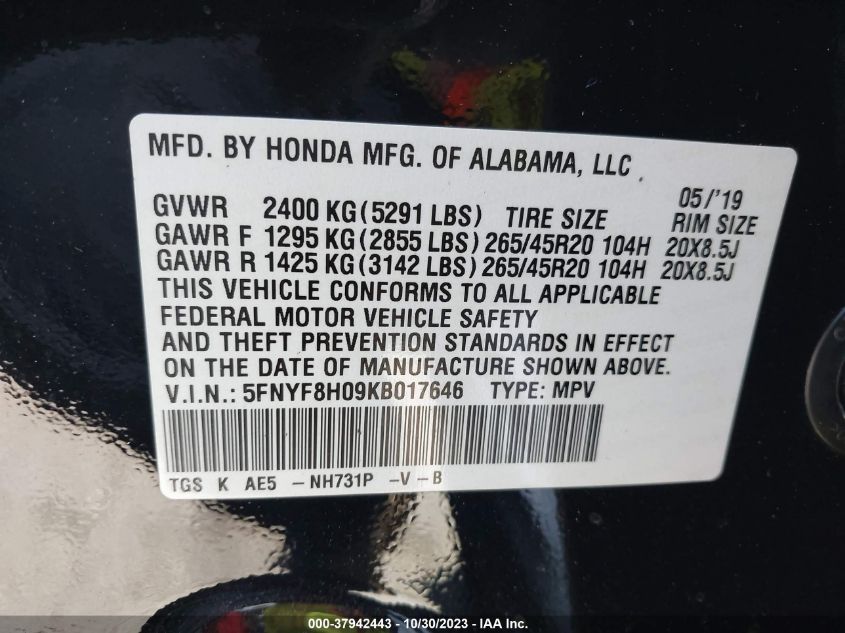 MFD. BY HONDA MFG. OF ALABAMA, LLC
05/'19
GVWR 2400 KG (5291 LBS) TIRE SIZE RIM SIZE
GAWR F 1295 KG (2855 LBS) 265/45R20 104H 20X8.5J
GAWR R 1425 KG (3142 LBS) 265/45R20 104H 20X8.5J
THIS VEHICLE CONFORMS TO ALL APPLICABLE
FEDERAL MOTOR VEHICLE SAFETY
AND THEFT PREVENTION STANDARDS IN EFFECT
ON THE DATE OF MANUFACTURE SHOWN ABOVE.
V.I.N.: 5FNYF8H09KB017646 TYPE: MPV
TGS K AE5 -NH731P -V-B
000-37942443 - 10/30/2023 - IAA Inc.